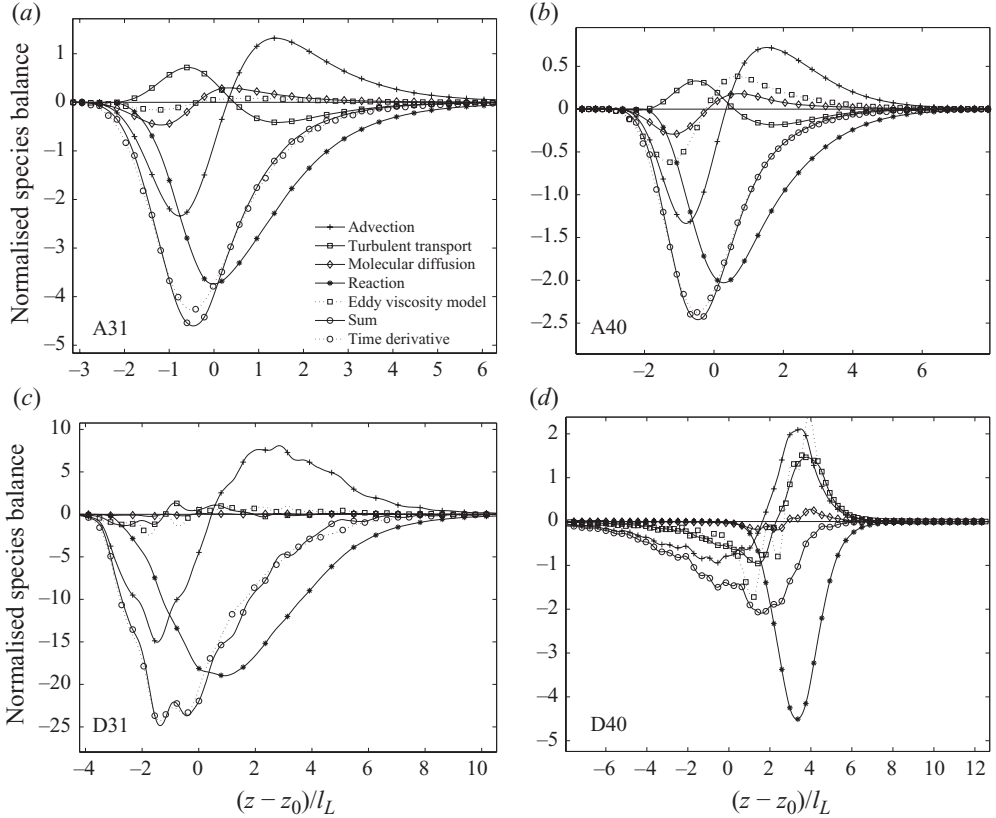 (a)
(b)
1
0
−1
−2
−3
−4
−5
Normalised species balance
Advection
Turbulent transport
Molecular diffusion
Reaction
Eddy viscosity model
Sum
Time derivative
A31
−3 −2 −1 0 1 2 3 4 5 6
1.0
0.5
0
−0.5
−1.0
−1.5
−2.0
−2.5
A40
−2 0 2 4 6
(c)
(d)
10
5
0
−5
−10
−15
−20
−25
Normalised species balance
D31
−4 −2 0 2 4 6 8 10
(z − z0)/lL
2
1
0
−1
−2
−3
−4
−5
D40
−6 −4 −2 0 2 4 6 8 10 12
(z − z0)/lL